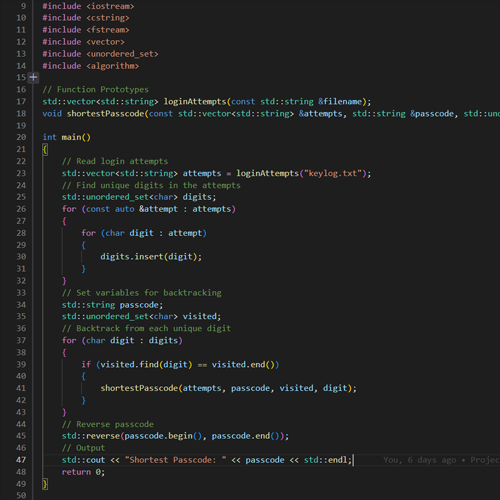 9 #include <iostream>
10 #include <cstring>
11 #include <fstream>
12 #include <vector>
13 #include <unordered_set>
14 #include <algorithm>
15
16 // Function Prototypes
17 std::vector<std::string> loginAttempts(const std::string &filename);
18 void shortestPasscode(const std::vector<std::string> &attempts, std::string &passcode, std::uno
19
20 int main()
21 {
22 // Read login attempts
23 std::vector<std::string> attempts = loginAttempts("keylog.txt");
24 // Find unique digits in the attempts
25 std::unordered_set<char> digits;
26 for (const auto &attempt : attempts)
27 {
28 for (char digit : attempt)
29 {
30 digits.insert(digit);
31 }
32 }
33 // Set variables for backtracking
34 std::string passcode;
35 std::unordered_set<char> visited;
36 // Backtrack from each unique digit
37 for (char digit : digits)
38 {
39 if (visited.find(digit) == visited.end())
40 {
41 shortestPasscode(attempts, passcode, visited, digit);
42 }
43 }
44 // Reverse passcode
45 std::reverse(passcode.begin(), passcode.end());
46 // Output
47 std::cout << "Shortest Passcode: " << passcode << std::endl; You, 6 days ago • Projec
48 return 0;
49 }
50